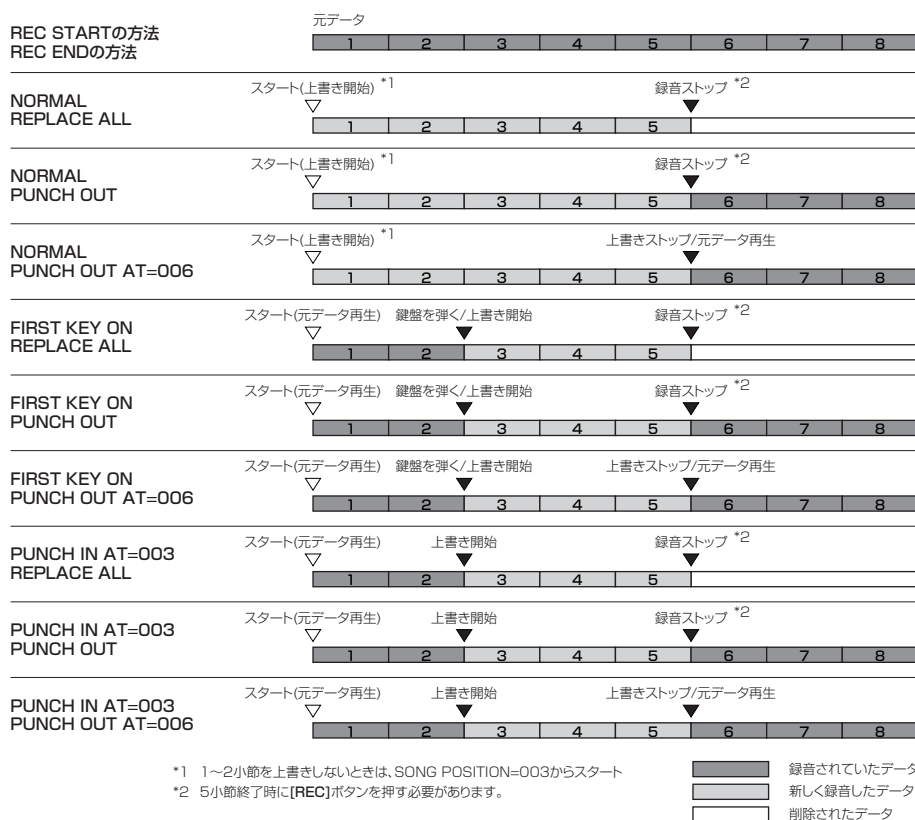 REC STARTの方法
REC ENDの方法
元データ
1 2 3 4 5 6 7 8
NORMAL
REPLACE ALL
スタート(上書き開始) *1
録音ストップ *2
1 2 3 4 5
NORMAL
PUNCH OUT
スタート(上書き開始) *1
録音ストップ *2
1 2 3 4 5 6 7 8
NORMAL
PUNCH OUT AT=006
スタート(上書き開始) *1
上書きストップ/元データ再生
1 2 3 4 5 6 7 8
FIRST KEY ON
REPLACE ALL
スタート(元データ再生)
鍵盤を弾く/上書き開始
録音ストップ *2
1 2 3 4 5
FIRST KEY ON
PUNCH OUT
スタート(元データ再生)
鍵盤を弾く/上書き開始
録音ストップ *2
1 2 3 4 5 6 7 8
FIRST KEY ON
PUNCH OUT AT=006
スタート(元データ再生)
鍵盤を弾く/上書き開始
上書きストップ/元データ再生
1 2 3 4 5 6 7 8
PUNCH IN AT=003
REPLACE ALL
スタート(元データ再生)
上書き開始
録音ストップ *2
1 2 3 4 5
PUNCH IN AT=003
PUNCH OUT
スタート(元データ再生)
上書き開始
録音ストップ *2
1 2 3 4 5 6 7 8
PUNCH IN AT=003
PUNCH OUT AT=006
スタート(元データ再生)
上書き開始
上書きストップ/元データ再生
1 2 3 4 5 6 7 8
*1 1～2小節を上書きしないときは、SONG POSITION=003からスタート
*2 5小節終了時に[REC]ボタンを押す必要があります。
録音されていたデータ
新しく録音したデータ
削除されたデータ